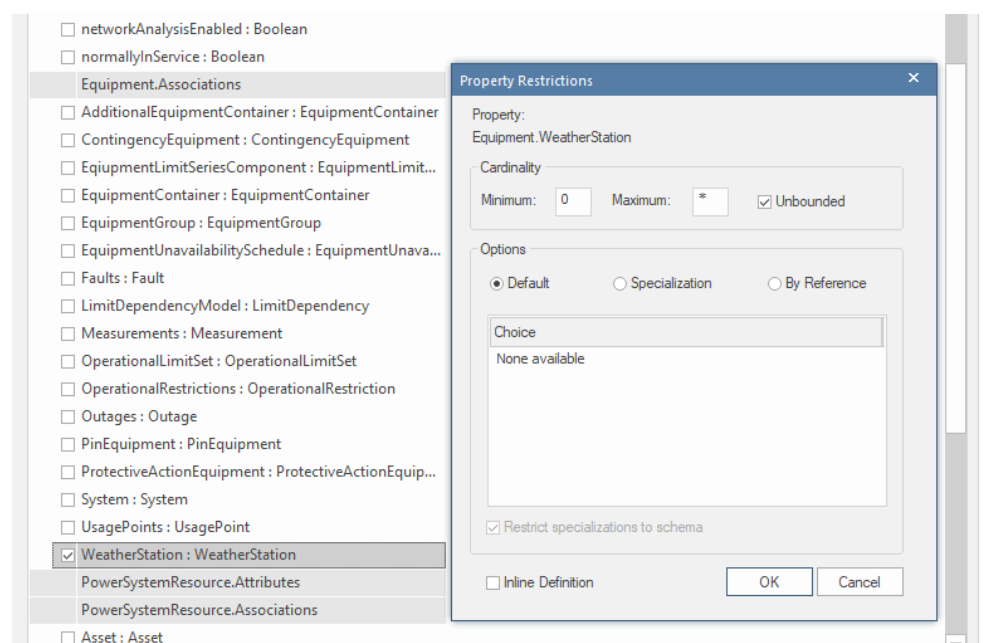 networkAnalysisEnabled : Boolean
normallyInService : Boolean
Equipment.Associations
AdditionalEquipmentContainer : EquipmentContainer
ContingencyEquipment : ContingencyEquipment
EqiupmentLimitSeriesComponent : EquipmentLimit...
EquipmentContainer : EquipmentContainer
EquipmentGroup : EquipmentGroup
EquipmentUnavailabilitySchedule : EquipmentUnava...
Faults : Fault
LimitDependencyModel : LimitDependency
Measurements : Measurement
OperationalLimitSet : OperationalLimitSet
OperationalRestrictions : OperationalRestriction
Outages : Outage
PinEquipment : PinEquipment
ProtectiveActionEquipment : ProtectiveActionEquip...
System : System
UsagePoints : UsagePoint
WeatherStation : WeatherStation
PowerSystemResource.Attributes
PowerSystemResource.Associations
Asset : Asset
Property Restrictions
Property:
Equipment.WeatherStation
Cardinality
Minimum: 0 Maximum: * Unbounded
Options
Default Specialization By Reference
Choice
None available
Restrict specializations to schema
Inline Definition OK Cancel